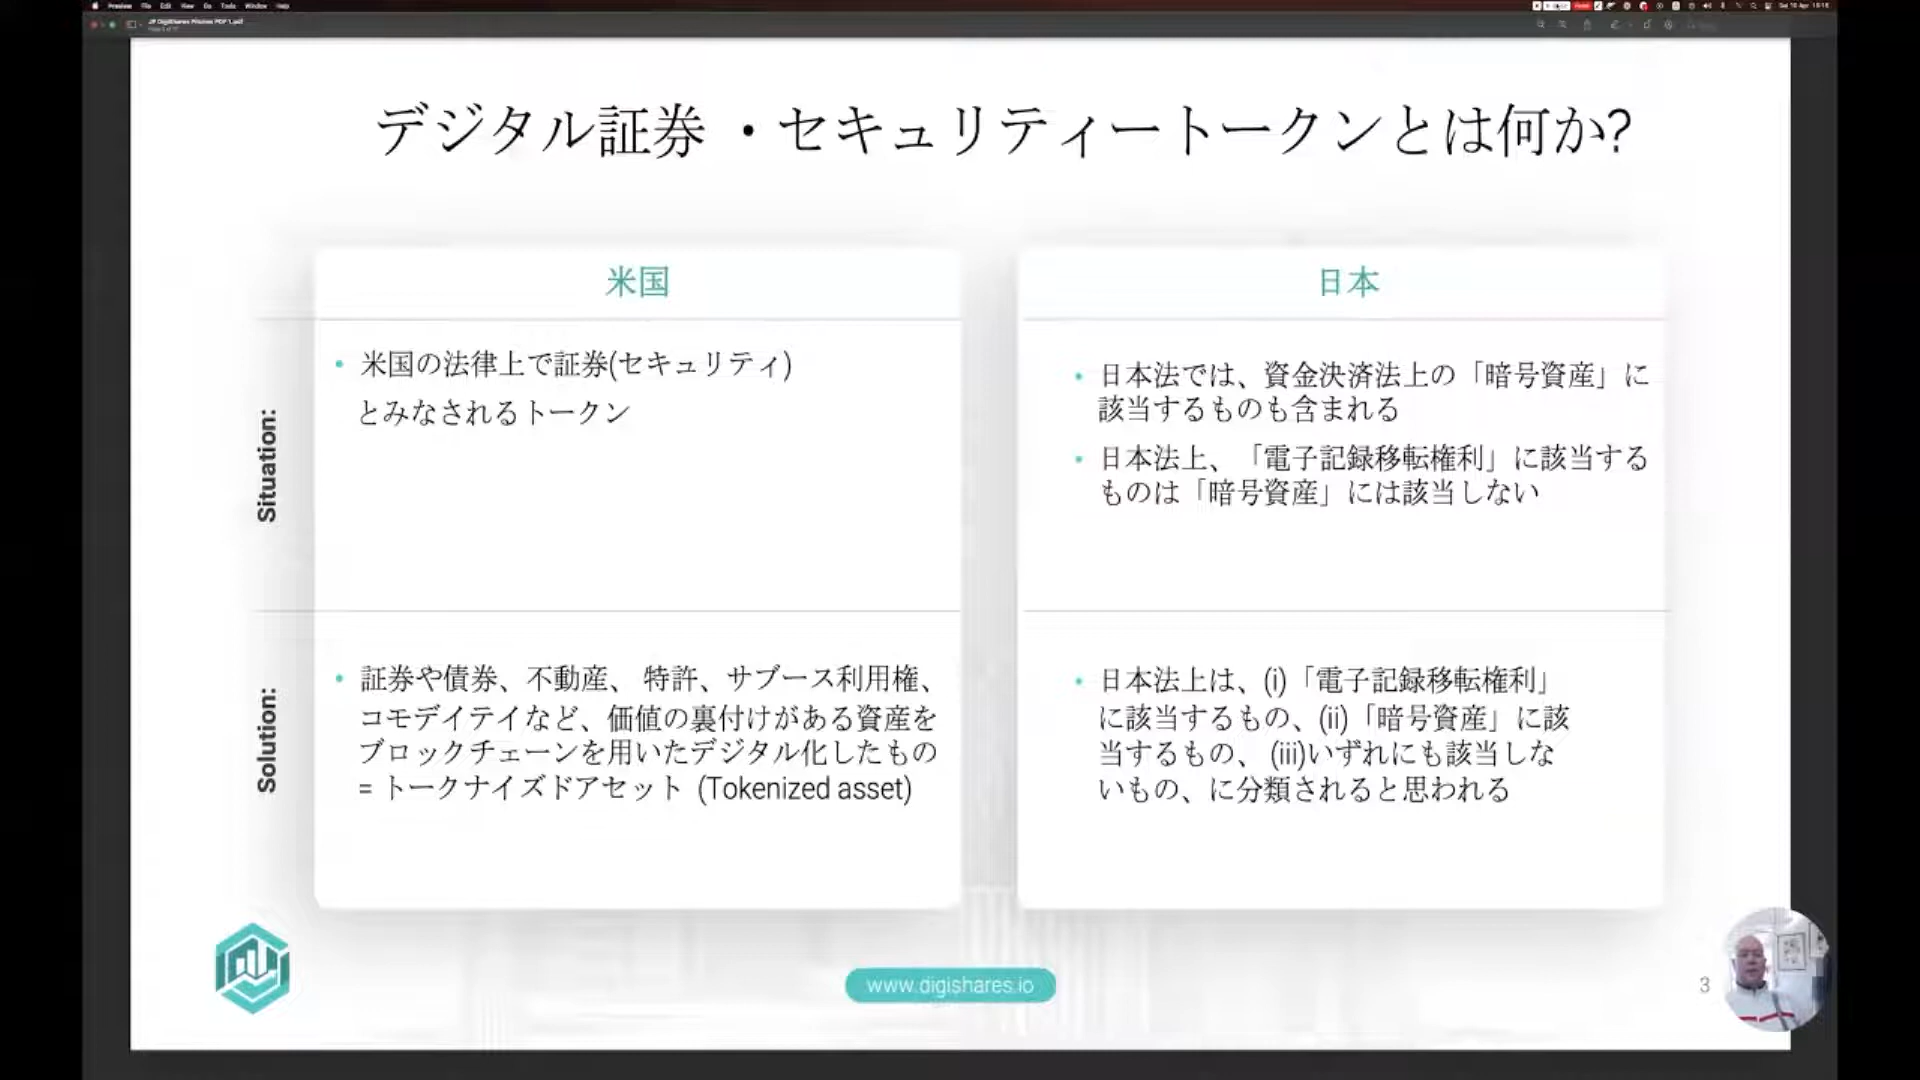 Preview File Edit View Go Tools Window Help
デジタル証券 ・セキュリティートークンとは何か?
米国
日本
Situation:
• 米国の法律上で証券(セキュリティ)
とみなされるトークン
• 日本法では、資金決済法上の「暗号資産」に
該当するものも含まれる
• 日本法上、「電子記録移転権利」に該当する
ものは「暗号資産」には該当しない
Solution:
• 証券や債券、不動産、 特許、サブース利用権、
コモデイテイなど、価値の裏付けがある資産を
ブロックチェーンを用いたデジタル化したもの
= トークナイズドアセット (Tokenized asset)
• 日本法上は、(i)「電子記録移転権利」
に該当するもの、(ii)「暗号資産」に該
当するもの、 (iii)いずれにも該当しな
いもの、に分類されると思われる
www.digishares.io
3